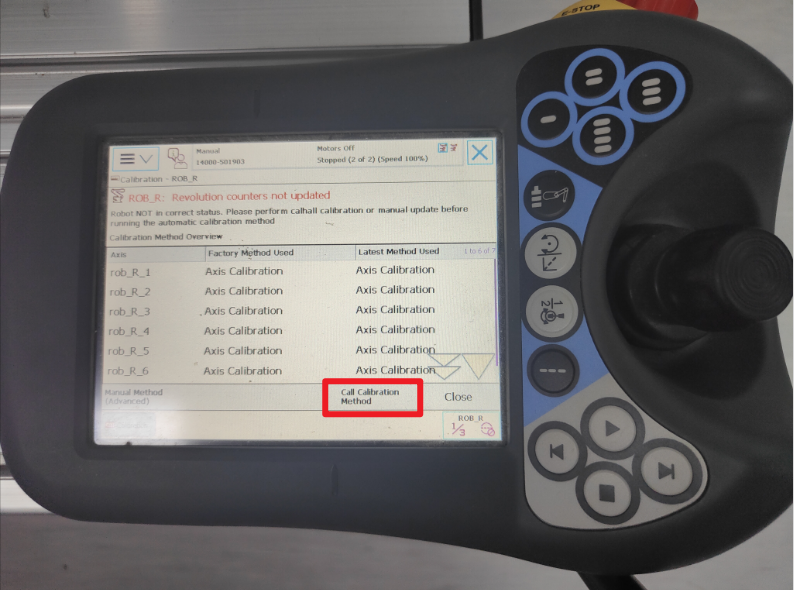 E-STOP
Manual
14000-501983
Motors Off
Stopped (2 of 2) (Speed 100%)
Calibration - ROB_R
ROB_R: Revolution counters not updated
Robot NOT in correct status. Please perform calhall calibration or manual update before
running the automatic calibration method
Calibration Method Overview
Axis Factory Method Used Latest Method Used 1 to 6 of 7
rob_R_1 Axis Calibration Axis Calibration
rob_R_2 Axis Calibration Axis Calibration
rob_R_3 Axis Calibration Axis Calibration
rob_R_4 Axis Calibration Axis Calibration
rob_R_5 Axis Calibration Axis Calibration
rob_R_6 Axis Calibration Axis Calibration
Manual Method
(Advanced)
Call Calibration
Method
Close
ROB_R
1/3